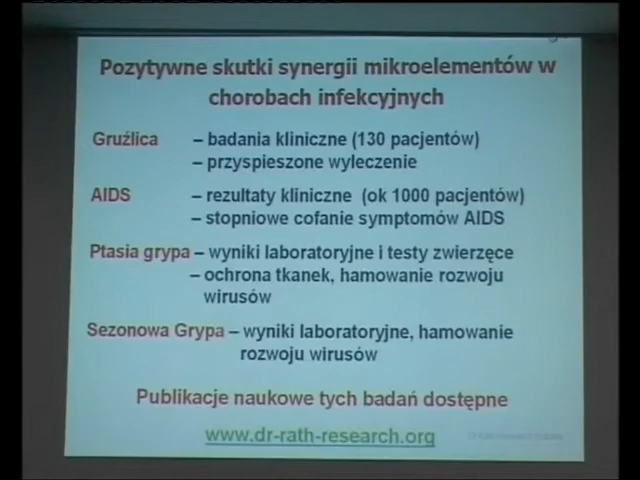 Pozytywne skutki synergii mikroelementów w
chorobach infekcyjnych
Gruźlica – badania kliniczne (130 pacjentów)
– przyspieszone wyleczenie
AIDS – rezultaty kliniczne (ok 1000 pacjentów)
– stopniowe cofanie symptomów AIDS
Ptasia grypa – wyniki laboratoryjne i testy zwierzęce
– ochrona tkanek, hamowanie rozwoju
wirusów
Sezonowa Grypa – wyniki laboratoryjne, hamowanie
rozwoju wirusów
Publikacje naukowe tych badań dostępne
www.dr-rath-research.org